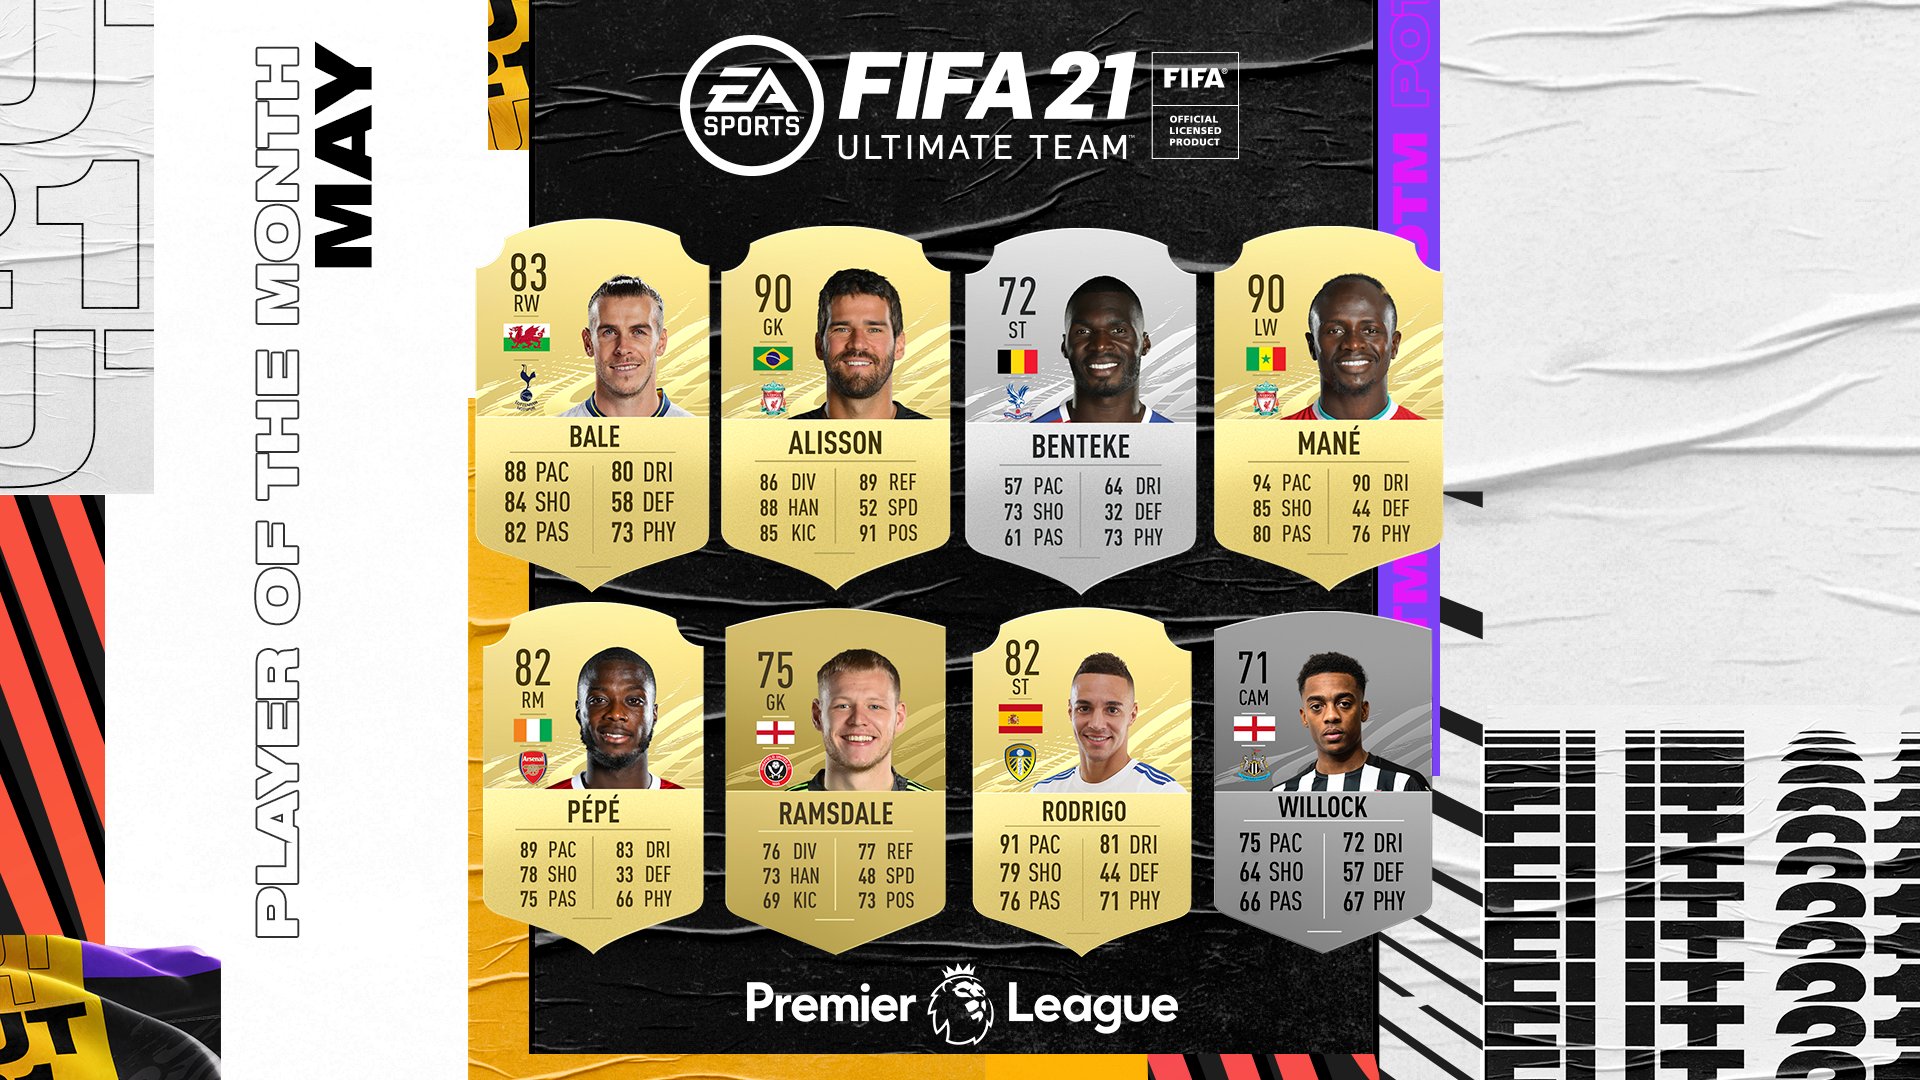 PLAYER OF THE MONTH
MAY
EA
SPORTS
FIFA 21
ULTIMATE TEAM™
FIFA®
OFFICIAL
LICENSED
PRODUCT
83
RW
BALE
88 PAC 80 DRI
84 SHO 58 DEF
82 PAS 73 PHY
90
GK
ALISSON
86 DIV 89 REF
88 HAN 52 SPD
85 KIC 91 POS
72
ST
BENTEKE
57 PAC 64 DRI
73 SHO 32 DEF
61 PAS 73 PHY
90
LW
MANÉ
94 PAC 90 DRI
85 SHO 44 DEF
80 PAS 76 PHY
82
RM
Arsenal
PÉPÉ
89 PAC 83 DRI
78 SHO 33 DEF
75 PAS 66 PHY
75
GK
RAMSDALE
76 DIV 77 REF
73 HAN 48 SPD
69 KIC 73 POS
82
ST
RODRIGO
91 PAC 81 DRI
79 SHO 44 DEF
76 PAS 71 PHY
71
CAM
WILLOCK
75 PAC 72 DRI
64 SHO 57 DEF
66 PAS 67 PHY
Premier League